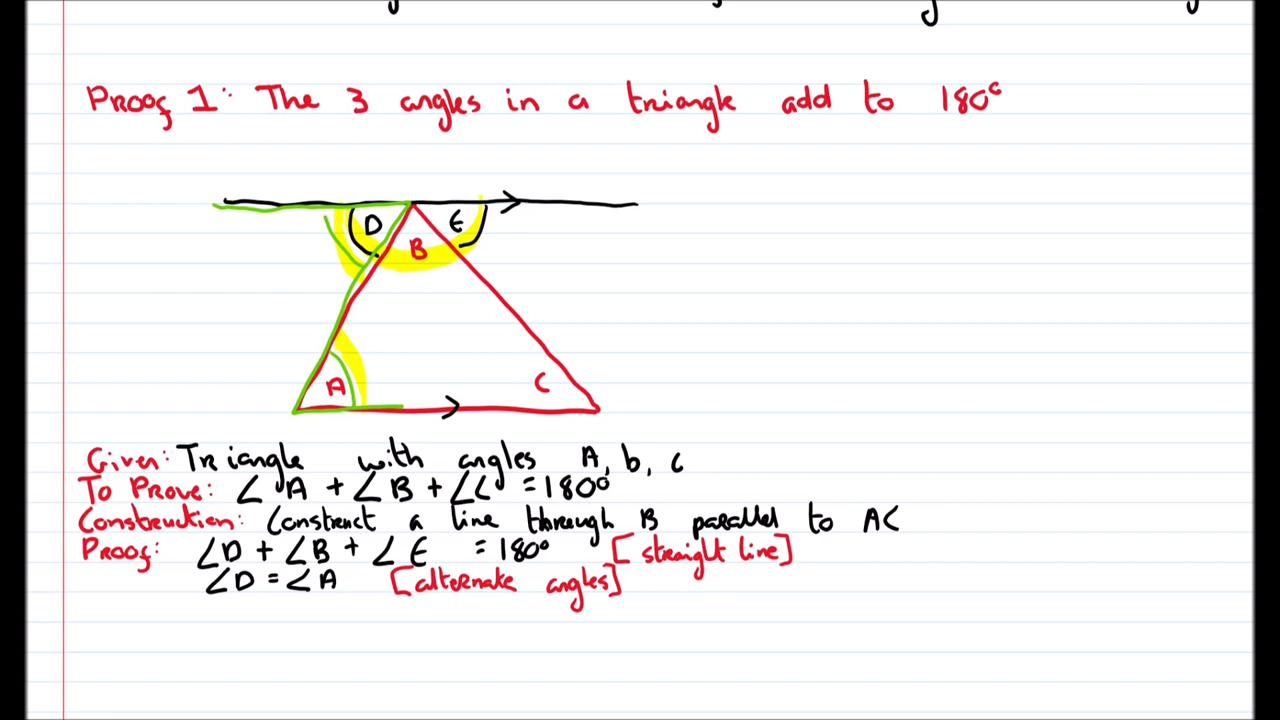 Proof 1: The 3 angles in a triangle add to 180°
D E
B
A C
Given: Triangle with angles A, b, c
To Prove: ∠A + ∠B + ∠C = 180°
Construction: Construct a line through B parallel to AC
Proof: ∠D + ∠B + ∠E = 180° [straight line]
∠D = ∠A [alternate angles]